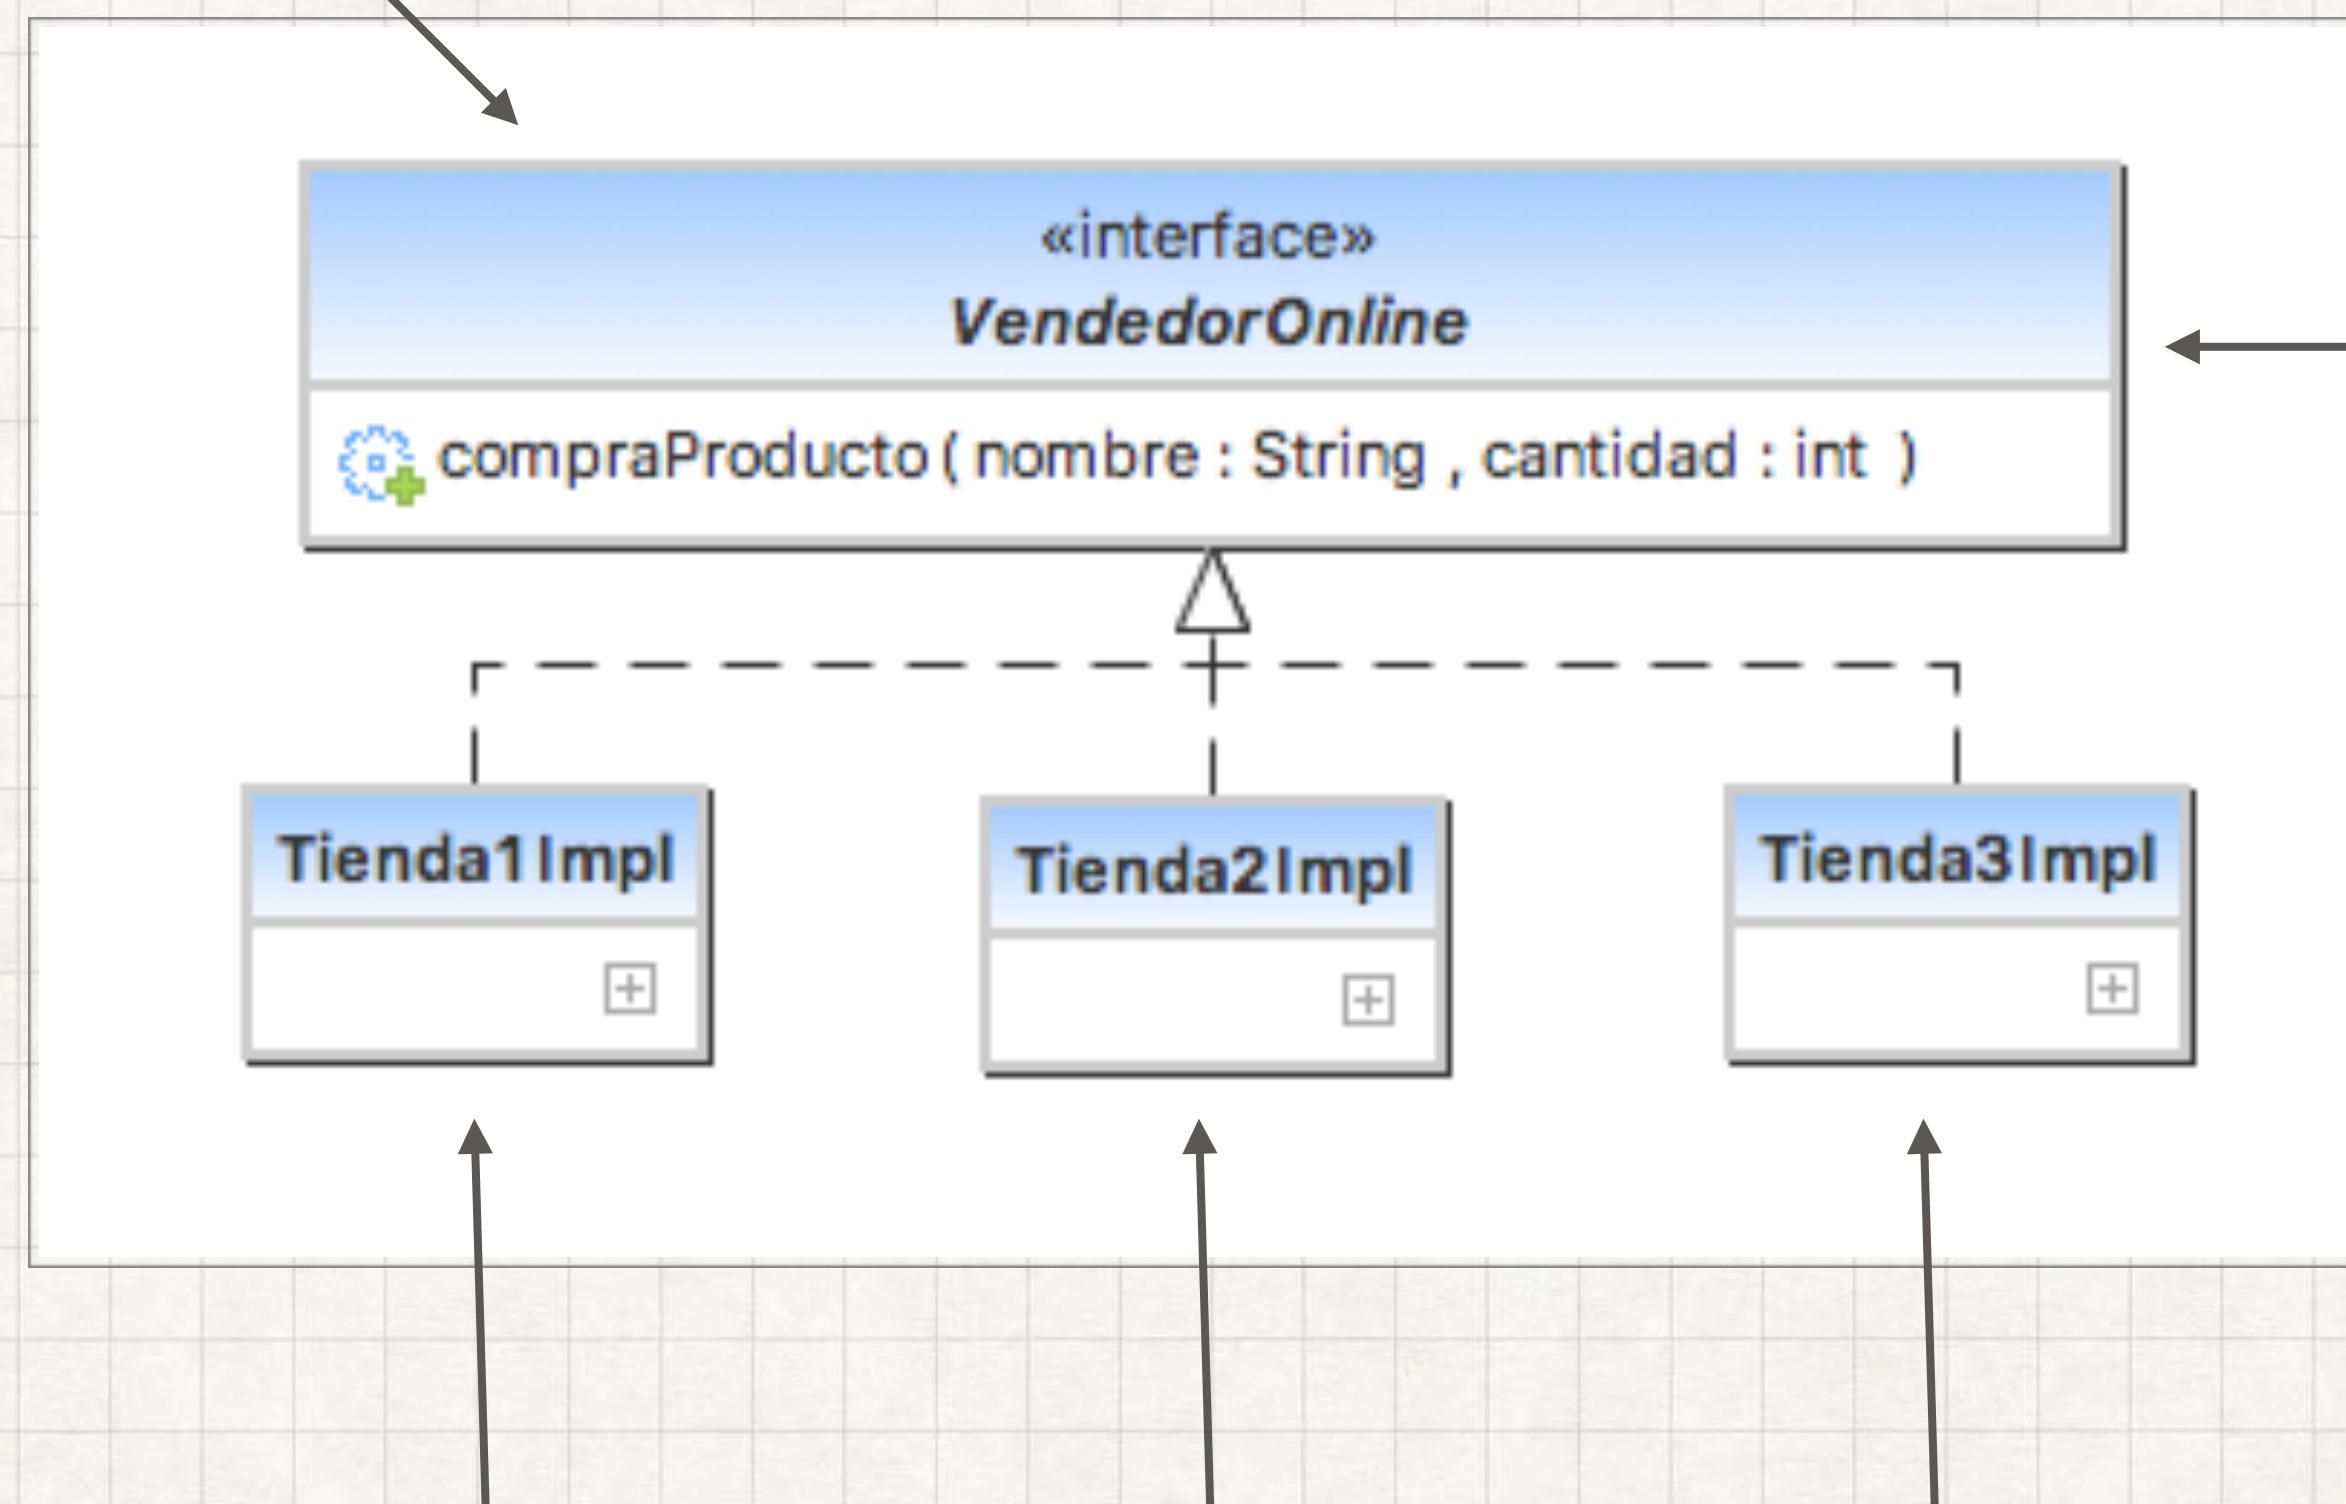 «interface»
VendedorOnline
compraProducto( nombre : String , cantidad : int )
Tienda1Impl
Tienda2Impl
Tienda3Impl